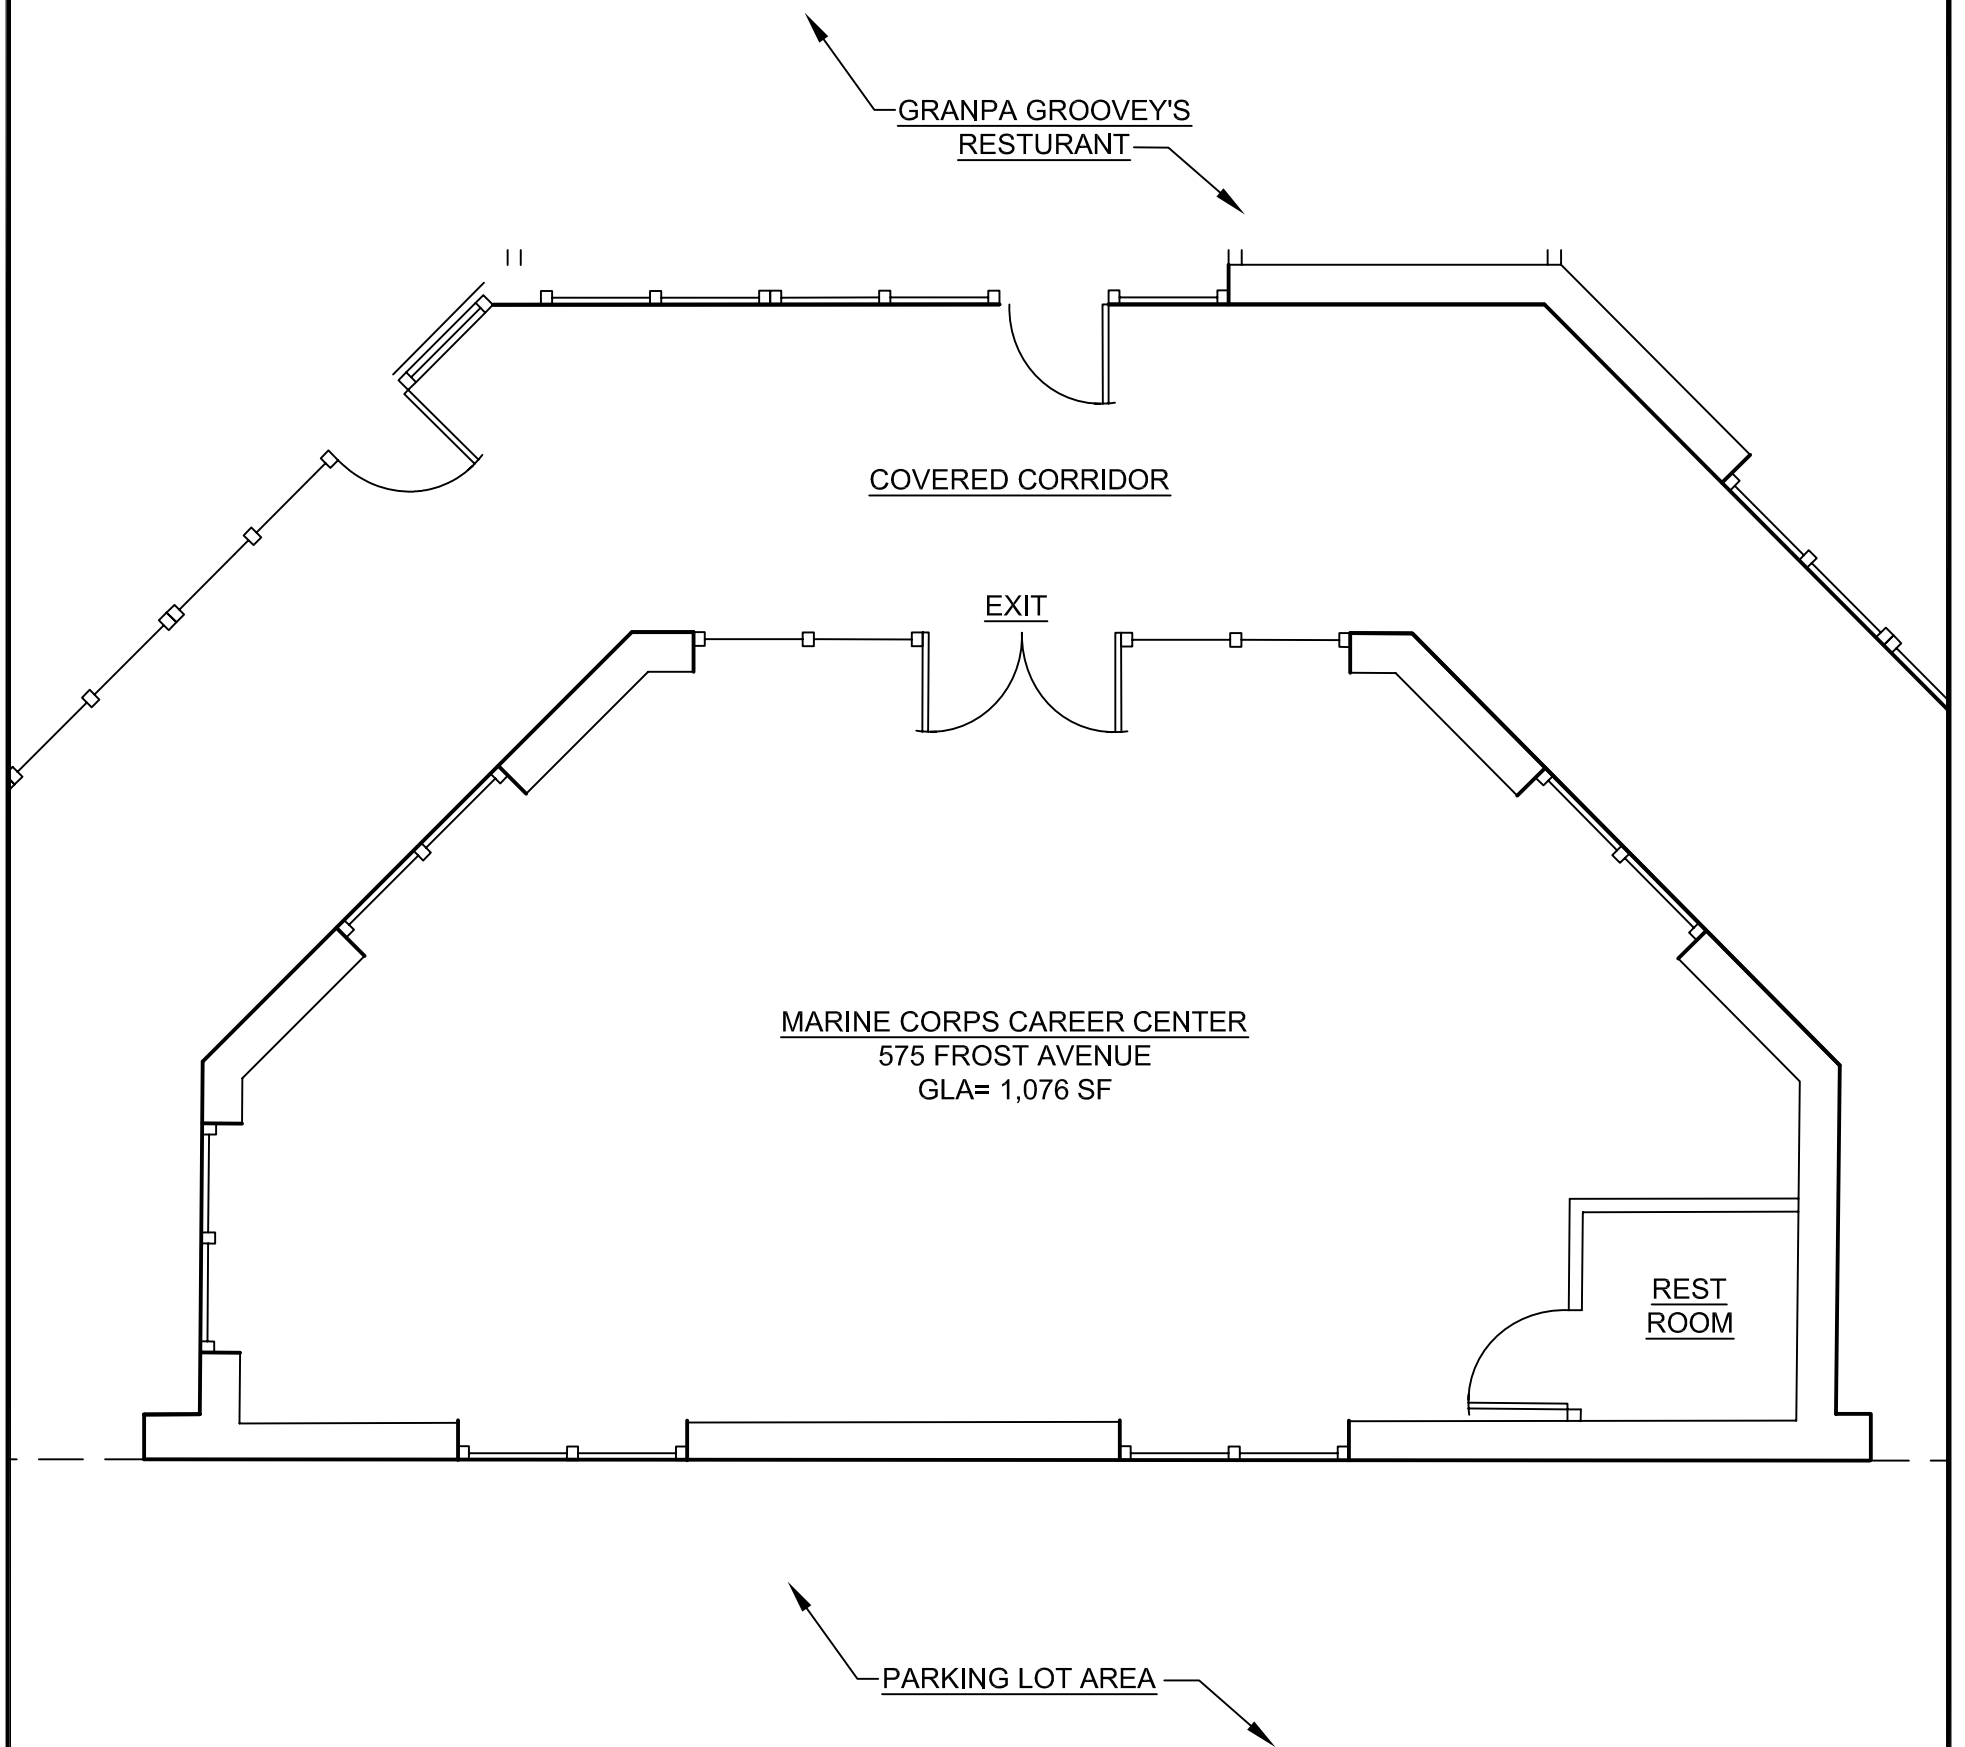 GRANPA GROOVEY'S
RESTURANT
COVERED CORRIDOR
EXIT
MARINE CORPS CAREER CENTER
575 FROST AVENUE
GLA= 1,076 SF
REST
ROOM
PARKING LOT AREA